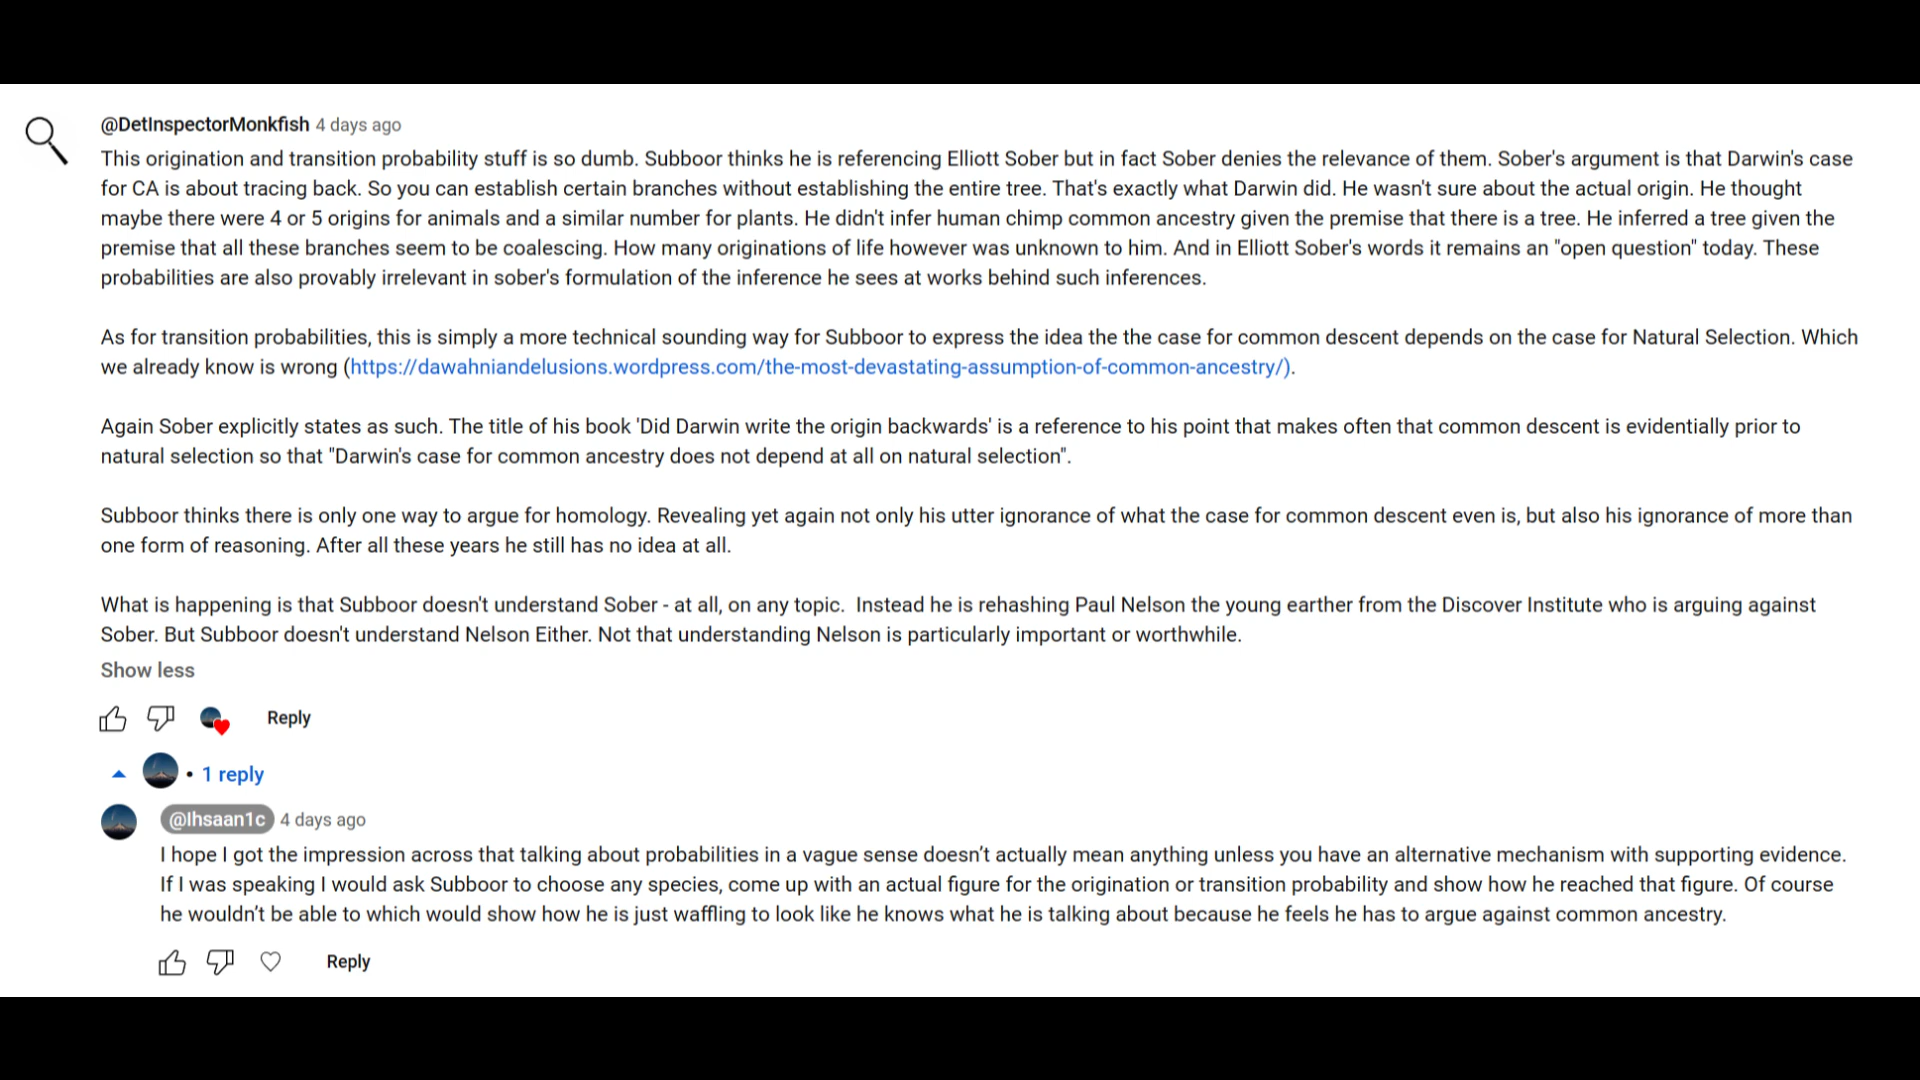 @DetInspectorMonkfish 4 days ago
This origination and transition probability stuff is so dumb. Subboor thinks he is referencing Elliott Sober but in fact Sober denies the relevance of them. Sober's argument is that Darwin's case
for CA is about tracing back. So you can establish certain branches without establishing the entire tree. That's exactly what Darwin did. He wasn't sure about the actual origin. He thought
maybe there were 4 or 5 origins for animals and a similar number for plants. He didn't infer human chimp common ancestry given the premise that there is a tree. He inferred a tree given the
premise that all these branches seem to be coalescing. How many originations of life however was unknown to him. And in Elliott Sober's words it remains an "open question" today. These
probabilities are also provably irrelevant in sober's formulation of the inference he sees at works behind such inferences.
As for transition probabilities, this is simply a more technical sounding way for Subboor to express the idea the the case for common descent depends on the case for Natural Selection. Which
we already know is wrong (https://dawahniandelusions.wordpress.com/the-most-devastating-assumption-of-common-ancestry/).
Again Sober explicitly states as such. The title of his book 'Did Darwin write the origin backwards' is a reference to his point that makes often that common descent is evidentially prior to
natural selection so that "Darwin's case for common ancestry does not depend at all on natural selection".
Subboor thinks there is only one way to argue for homology. Revealing yet again not only his utter ignorance of what the case for common descent even is, but also his ignorance of more than
one form of reasoning. After all these years he still has no idea at all.
What is happening is that Subboor doesn't understand Sober - at all, on any topic.  Instead he is rehashing Paul Nelson the young earther from the Discover Institute who is arguing against
Sober. But Subboor doesn't understand Nelson Either. Not that understanding Nelson is particularly important or worthwhile.
Show less
Reply
• 1 reply
@Ihsaan1c 4 days ago
I hope I got the impression across that talking about probabilities in a vague sense doesn’t actually mean anything unless you have an alternative mechanism with supporting evidence.
If I was speaking I would ask Subboor to choose any species, come up with an actual figure for the origination or transition probability and show how he reached that figure. Of course
he wouldn’t be able to which would show how he is just waffling to look like he knows what he is talking about because he feels he has to argue against common ancestry.
Reply